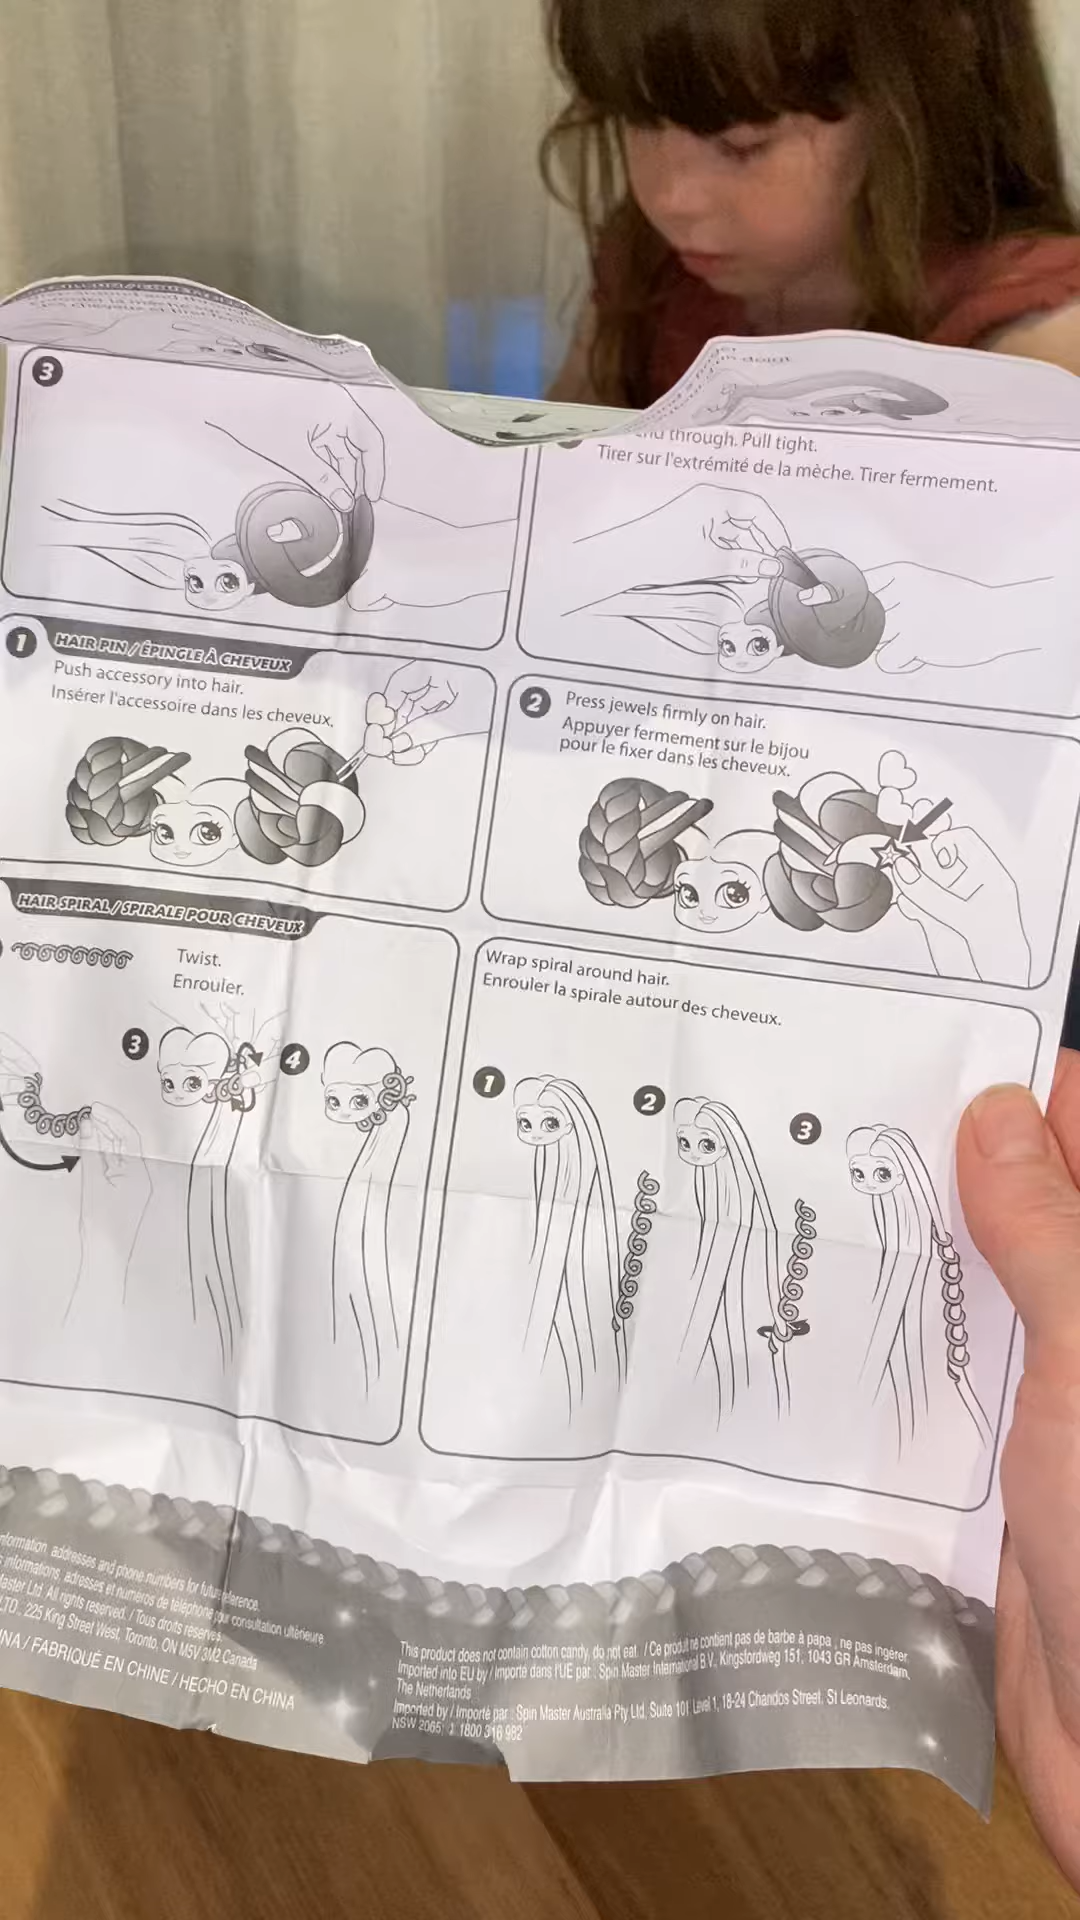 3
through. Pull tight.
Tirer sur l'extrémité de la mèche. Tirer fermement.
1
HAIR PIN / ÉPINGLE À CHEVEUX
Push accessory into hair.
Insérer l'accessoire dans les cheveux.
2
Press jewels firmly on hair.
Appuyer fermement sur le bijou
pour le fixer dans les cheveux.
HAIR SPIRAL / SPIRALE POUR CHEVEUX
Twist.
Enrouler.
3
4
Wrap spiral around hair.
Enrouler la spirale autour des cheveux.
1
2
3
information, addresses and phone numbers for future reference.
informations, adresses et numéros de téléphone pour consultation ultérieure.
Master Ltd. All rights reserved. / Tous droits réservés.
LTD., 225 King Street West, Toronto, ON M5V 3M2 Canada
/ FABRIQUÉ EN CHINE / HECHO EN CHINA
This product does not contain cotton candy, do not eat. / Ce produit ne contient pas de barbe à papa, ne pas ingérer.
Imported into EU by / Importé dans l'UE par : Spin Master International B.V., Kingsfordweg 151, 1043 GR Amsterdam,
The Netherlands
Imported by / Importé par : Spin Master Australia Pty Ltd, Suite 101 Level 1, 18-24 Chandos Street, St Leonards,
NSW 2065; 1 1800 316 982